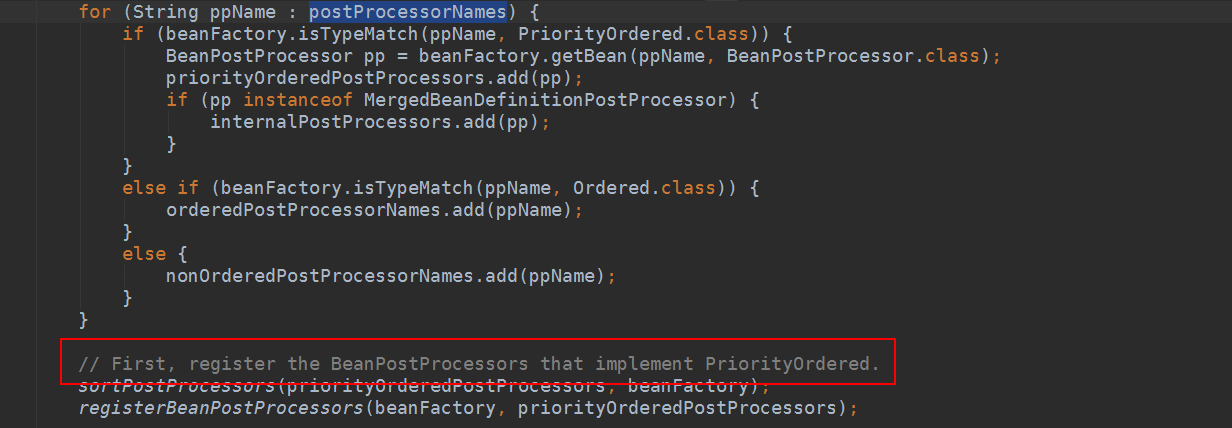 for (String ppName : postProcessorNames) {
if (beanFactory.isTypeMatch(ppName, PriorityOrdered.class)) {
BeanPostProcessor pp = beanFactory.getBean(ppName, BeanPostProcessor.class);
priorityOrderedPostProcessors.add(pp);
if (pp instanceof MergedBeanDefinitionPostProcessor) {
internalPostProcessors.add(pp);
}
}
else if (beanFactory.isTypeMatch(ppName, Ordered.class)) {
orderedPostProcessorNames.add(ppName);
}
else {
nonOrderedPostProcessorNames.add(ppName);
}
}
// First, register the BeanPostProcessors that implement PriorityOrdered.
sortPostProcessors(priorityOrderedPostProcessors, beanFactory);
registerBeanPostProcessors(beanFactory, priorityOrderedPostProcessors);